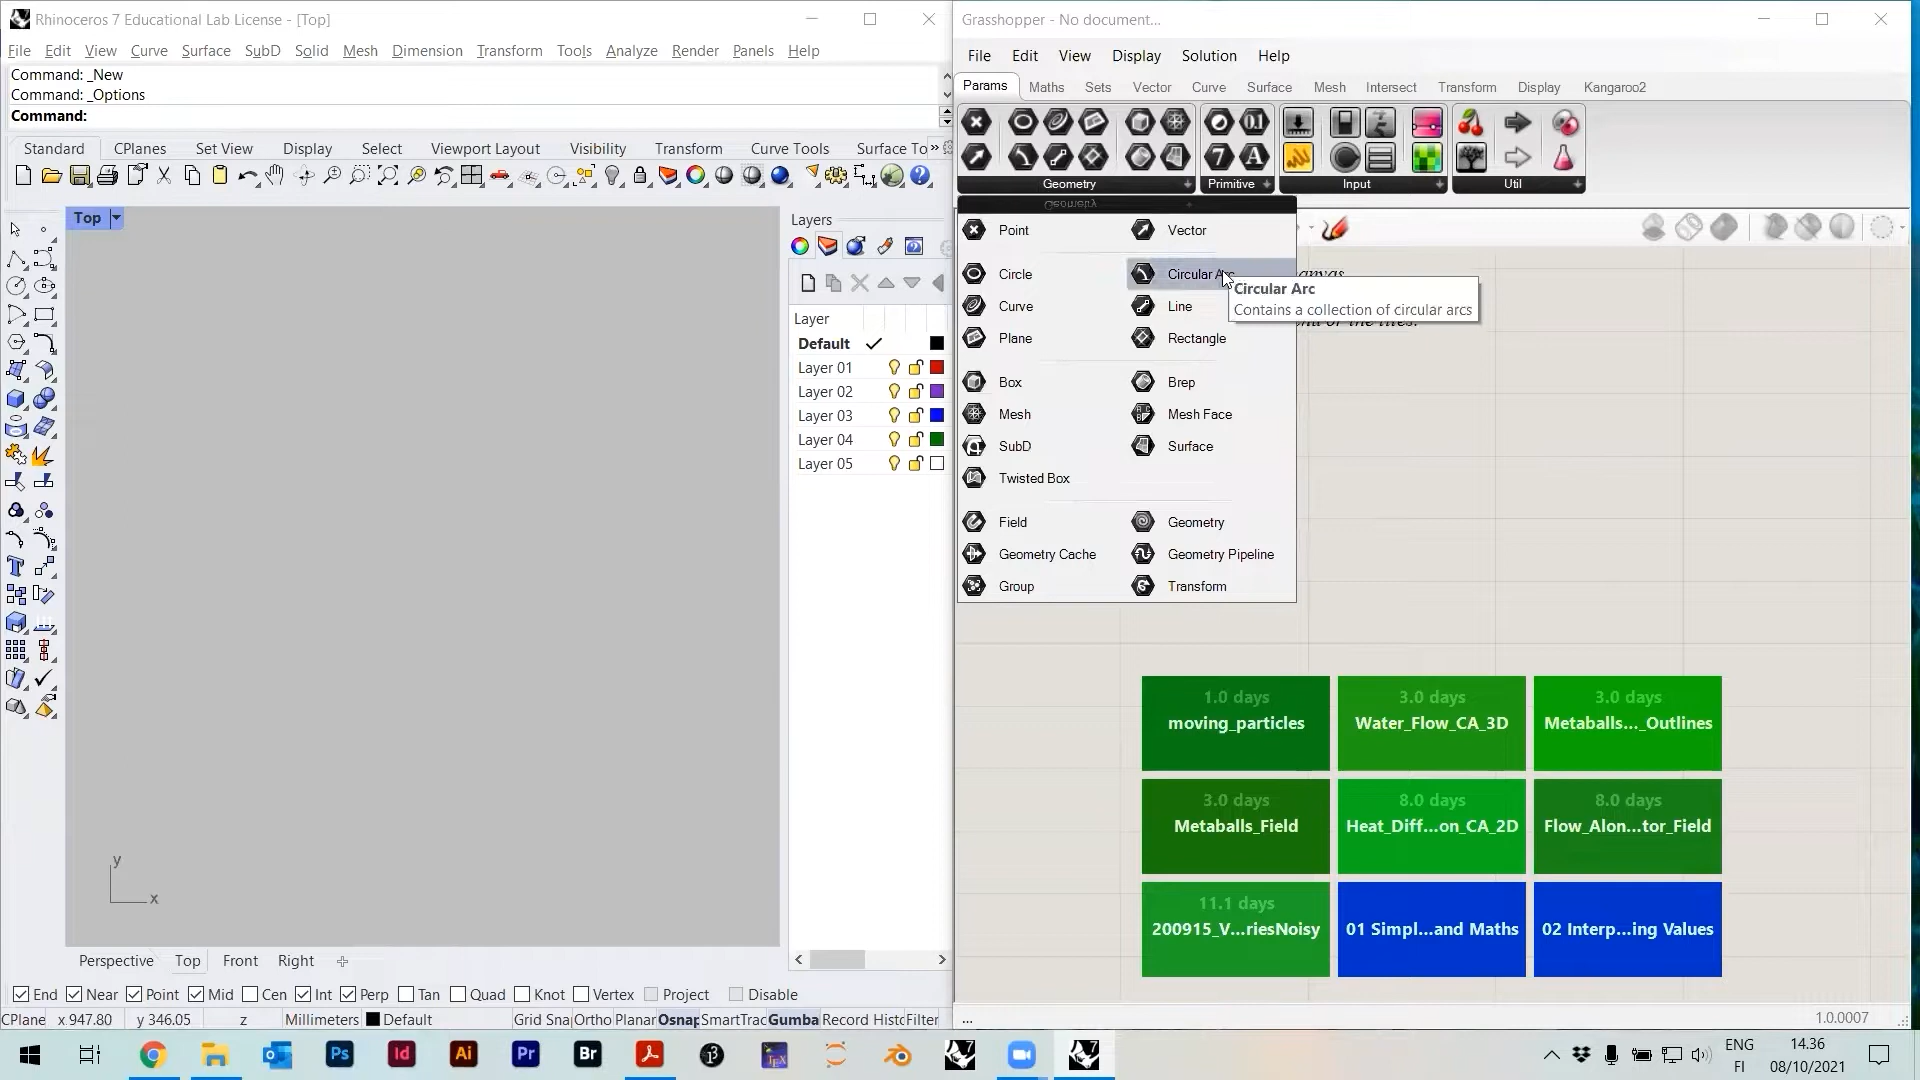 Rhinoceros 7 Educational Lab License - [Top]
File Edit View Curve Surface SubD Solid Mesh Dimension Transform Tools Analyze Render Panels Help
Command: _New
Command: _Options
Command:
Standard CPlanes Set View Display Select Viewport Layout Visibility Transform Curve Tools Surface To»
Top
y
x
Layers
Layer
Default
Layer 01
Layer 02
Layer 03
Layer 04
Layer 05
Perspective Top Front Right
End Near Point Mid Cen Int Perp Tan Quad Knot Vertex Project Disable
CPlane x 947.80 y 346.05 z Millimeters Default Grid Snap Ortho Planar Osnap SmartTrac Gumba Record Histo Filter
Grasshopper - No document...
File Edit View Display Solution Help
Params Maths Sets Vector Curve Surface Mesh Intersect Transform Display Kangaroo2
Geometry Primitive Input Util
Geometry
Point Vector
Circle Circular Arc
Curve Line
Plane Rectangle
Box Brep
Mesh Mesh Face
SubD Surface
Twisted Box
Field Geometry
Geometry Cache Geometry Pipeline
Group Transform
Circular Arc
Contains a collection of circular arcs
1.0 days
moving_particles
3.0 days
Water_Flow_CA_3D
3.0 days
Metaballs..._Outlines
3.0 days
Metaballs_Field
8.0 days
Heat_Diff...on_CA_2D
8.0 days
Flow_Alon...tor_Field
11.1 days
200915_V...riesNoisy
01 Simpl...and Maths
02 Interp...ing Values
...
1.0.0007
Ps Id Ai Pr Br
ENG
FI
14.36
08/10/2021